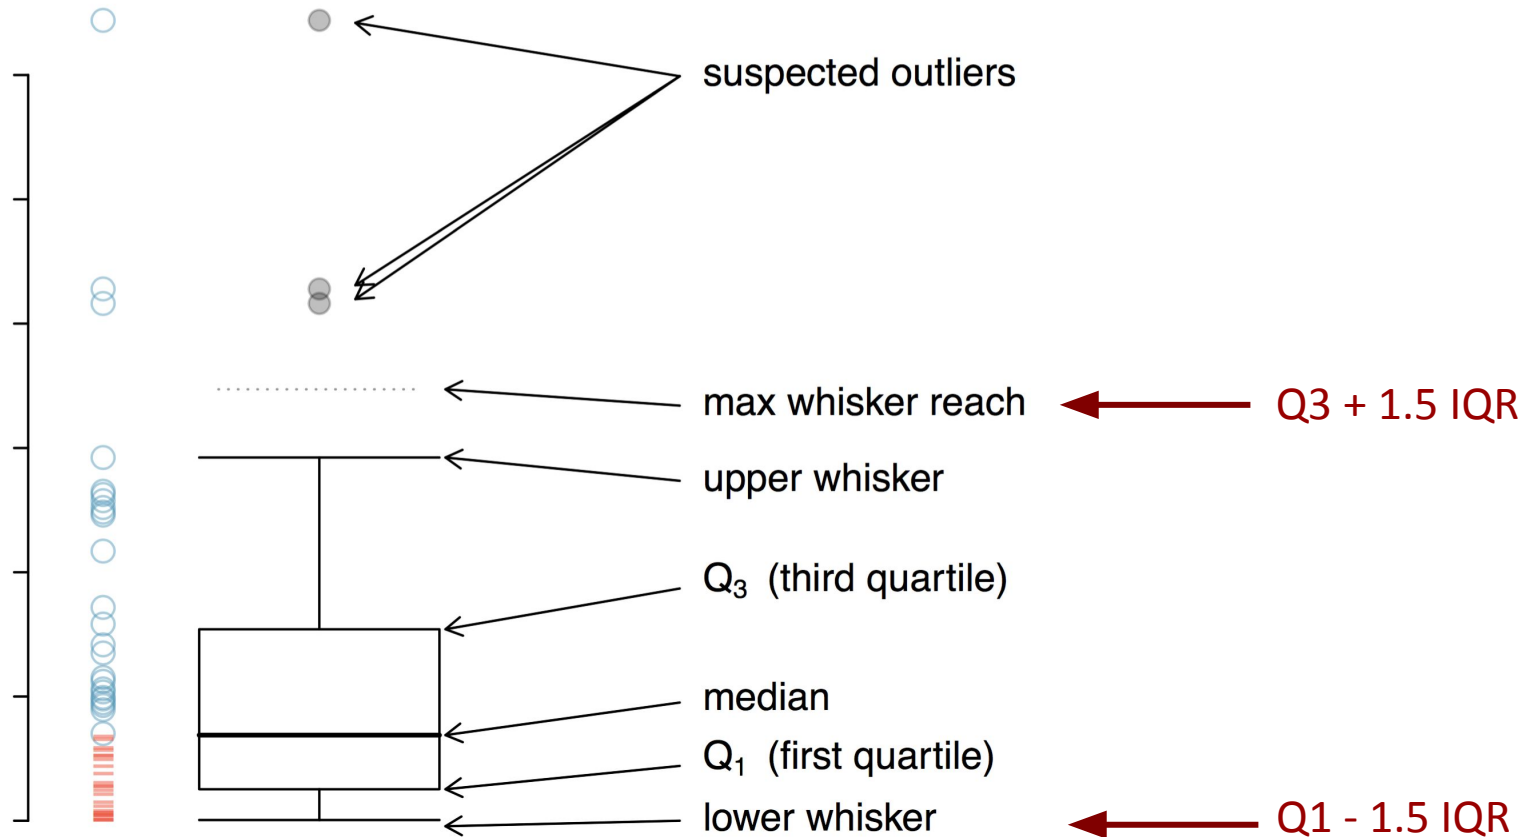 suspected outliers
max whisker reach
Q3 + 1.5 IQR
upper whisker
Q₃ (third quartile)
median
Q₁ (first quartile)
lower whisker
Q1 - 1.5 IQR